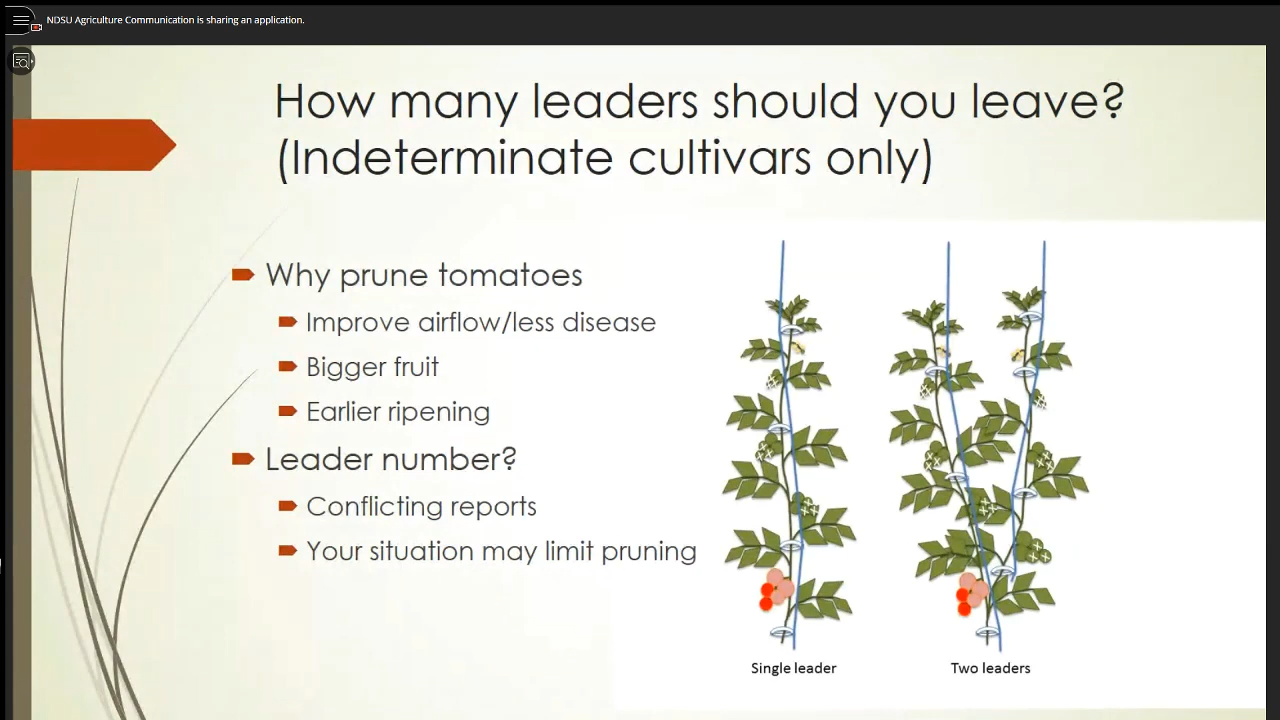 NDSU Agriculture Communication is sharing an application.
How many leaders should you leave?
(Indeterminate cultivars only)
Why prune tomatoes
Improve airflow/less disease
Bigger fruit
Earlier ripening
Leader number?
Conflicting reports
Your situation may limit pruning
Single leader
Two leaders